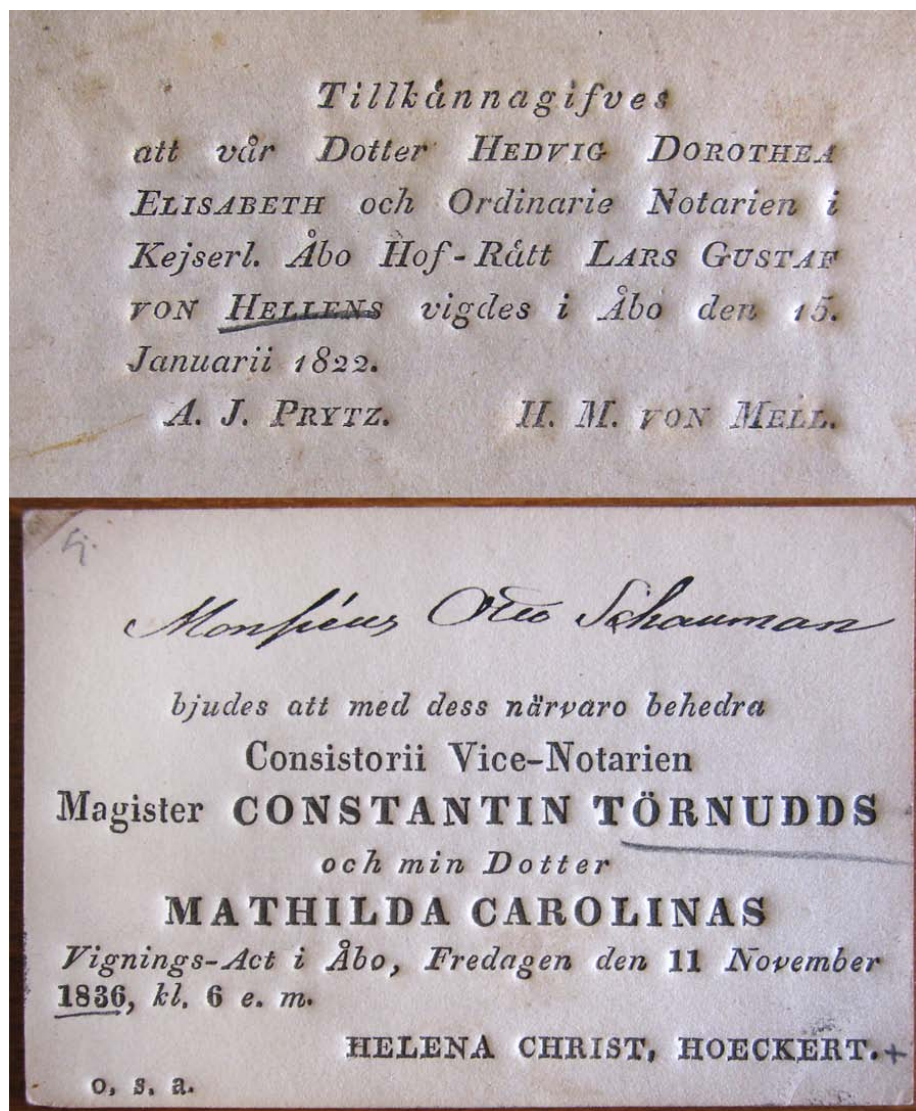 Tillkånnagifves
att vår Dotter HEDVIG DOROTHEA
ELISABETH och Ordinarie Notarien i
Kejserl. Åbo Hof-Rått LARS GUSTAF
VON HELLENS vigdes i Åbo den 15.
Januarii 1822.
A. J. PRYTZ. H. M. VON MELL.
Monsieur Otto Schauman
bjudes att med dess närvaro behedra
Consistorii Vice-Notarien
Magister CONSTANTIN TÖRNUDDS
och min Dotter
MATHILDA CAROLINAS
Vignings-Act i Åbo, Fredagen den 11 November
1836, kl. 6 e. m.
HELENA CHRIST, HOECKERT.+
o, s. a.